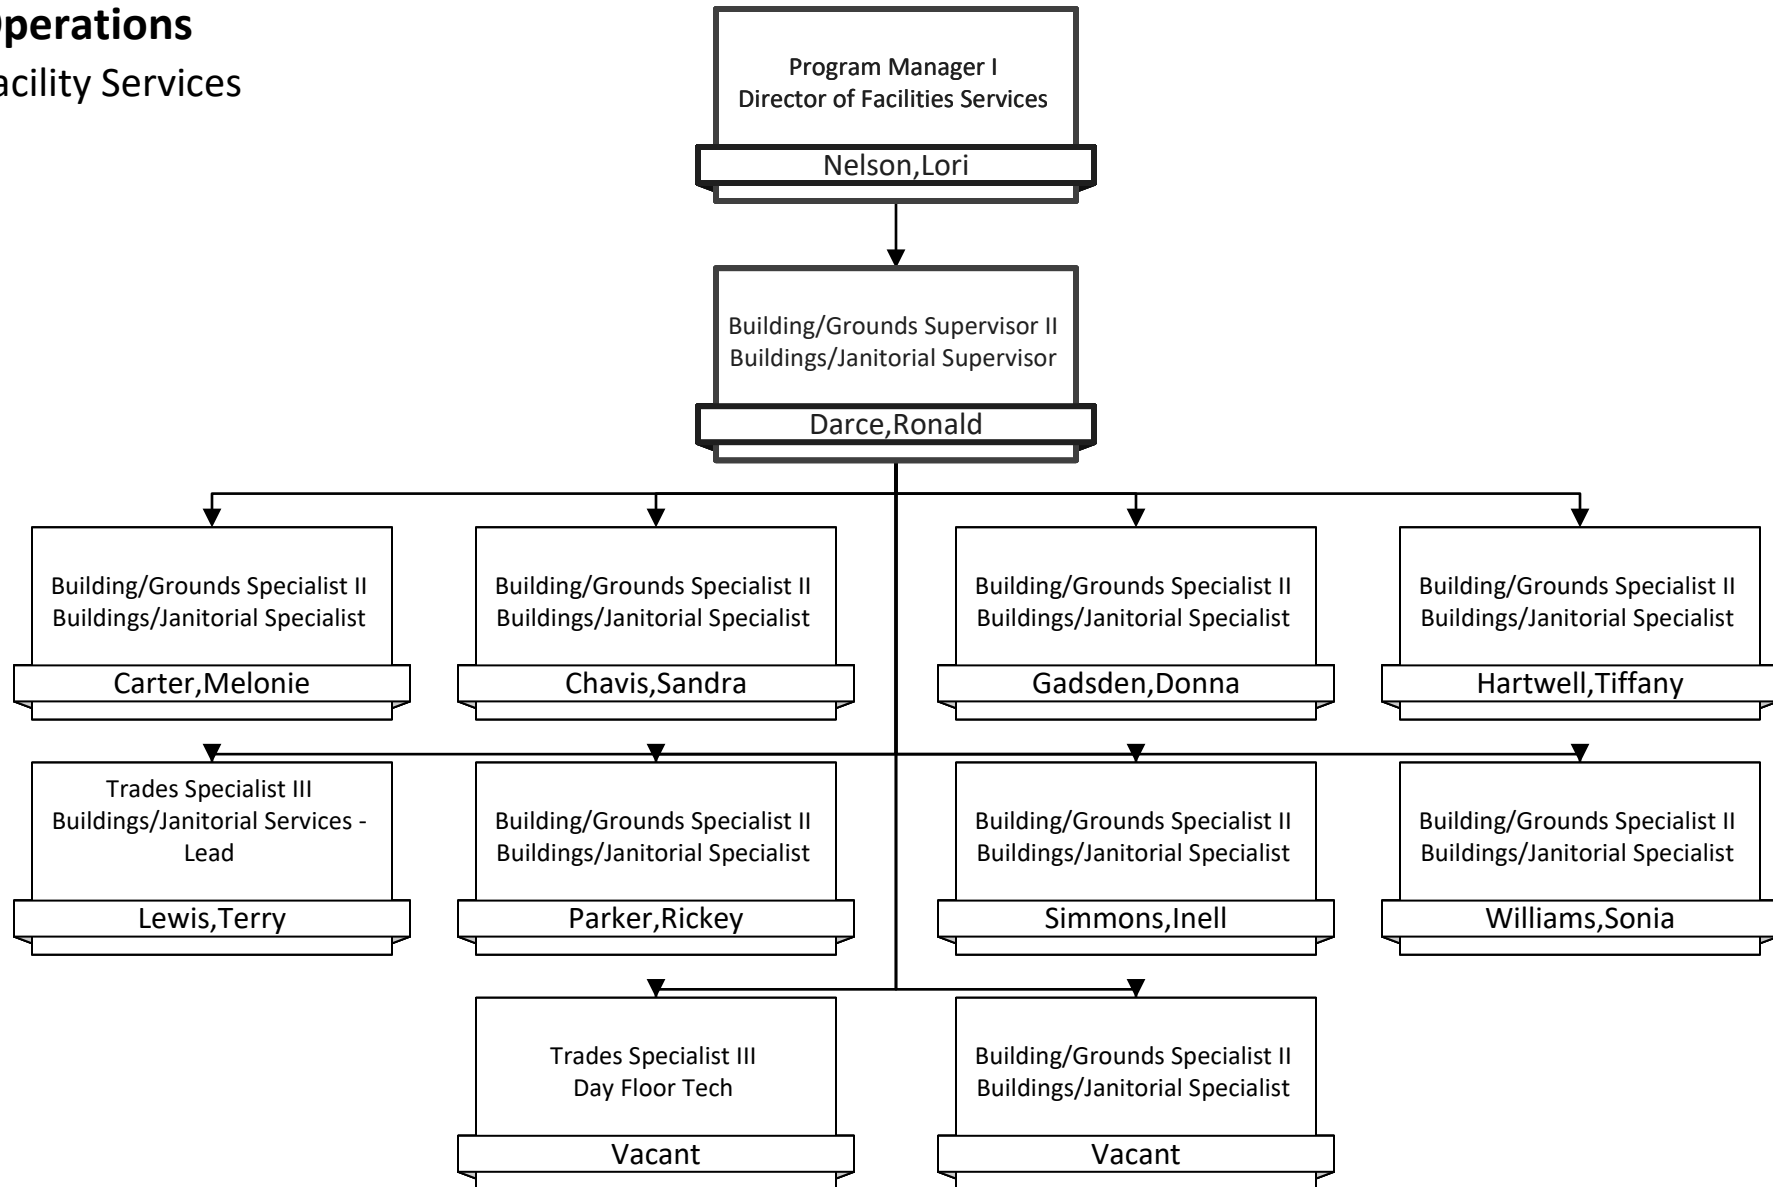 perations
acility Services
Program Manager I
Director of Facilities Services
Nelson,Lori
Building/Grounds Supervisor II
Buildings/Janitorial Supervisor
Darce,Ronald
Building/Grounds Specialist II
Buildings/Janitorial Specialist
Carter,Melonie
Building/Grounds Specialist II
Buildings/Janitorial Specialist
Chavis,Sandra
Building/Grounds Specialist II
Buildings/Janitorial Specialist
Gadsden,Donna
Building/Grounds Specialist II
Buildings/Janitorial Specialist
Hartwell,Tiffany
Trades Specialist III
Buildings/Janitorial Services -
Lead
Lewis,Terry
Building/Grounds Specialist II
Buildings/Janitorial Specialist
Parker,Rickey
Building/Grounds Specialist II
Buildings/Janitorial Specialist
Simmons,Inell
Building/Grounds Specialist II
Buildings/Janitorial Specialist
Williams,Sonia
Trades Specialist III
Day Floor Tech
Vacant
Building/Grounds Specialist II
Buildings/Janitorial Specialist
Vacant